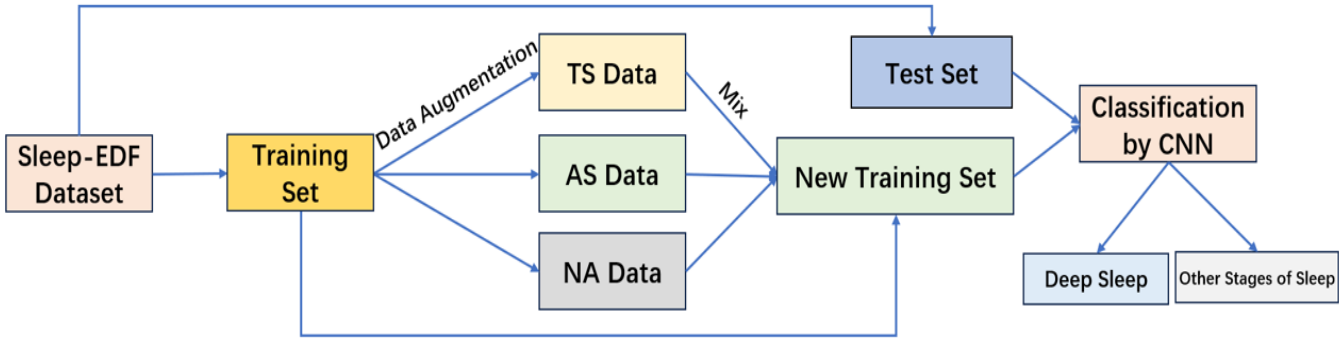 Sleep-EDF
Dataset
Training
Set
Data Augmentation
TS Data
AS Data
NA Data
Mix
New Training Set
Test Set
Classification
by CNN
Deep Sleep
Other Stages of Sleep